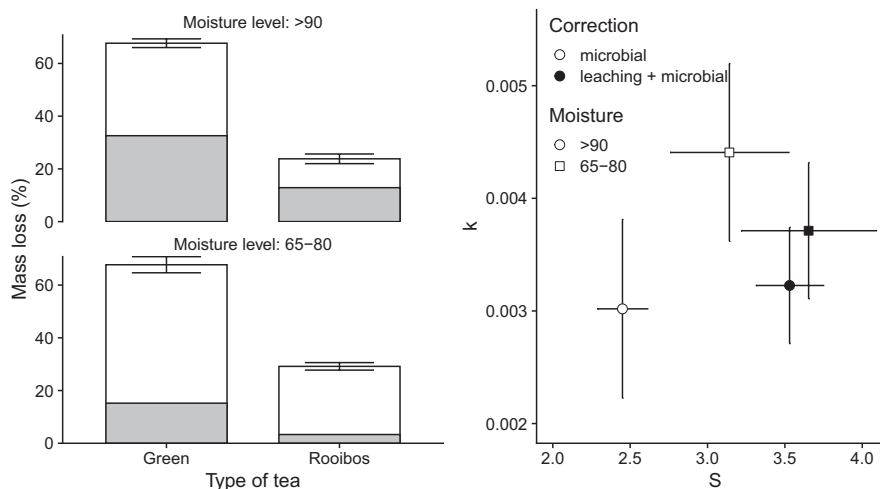 Moisture level: >90
60
40
20
0
Moisture level: 65−80
60
40
20
0
Mass loss (%)
Green
Rooibos
Type of tea
Correction
microbial
leaching + microbial
Moisture
>90
65−80
0.005
0.004
0.003
0.002
k
2.0
2.5
3.0
3.5
4.0
S